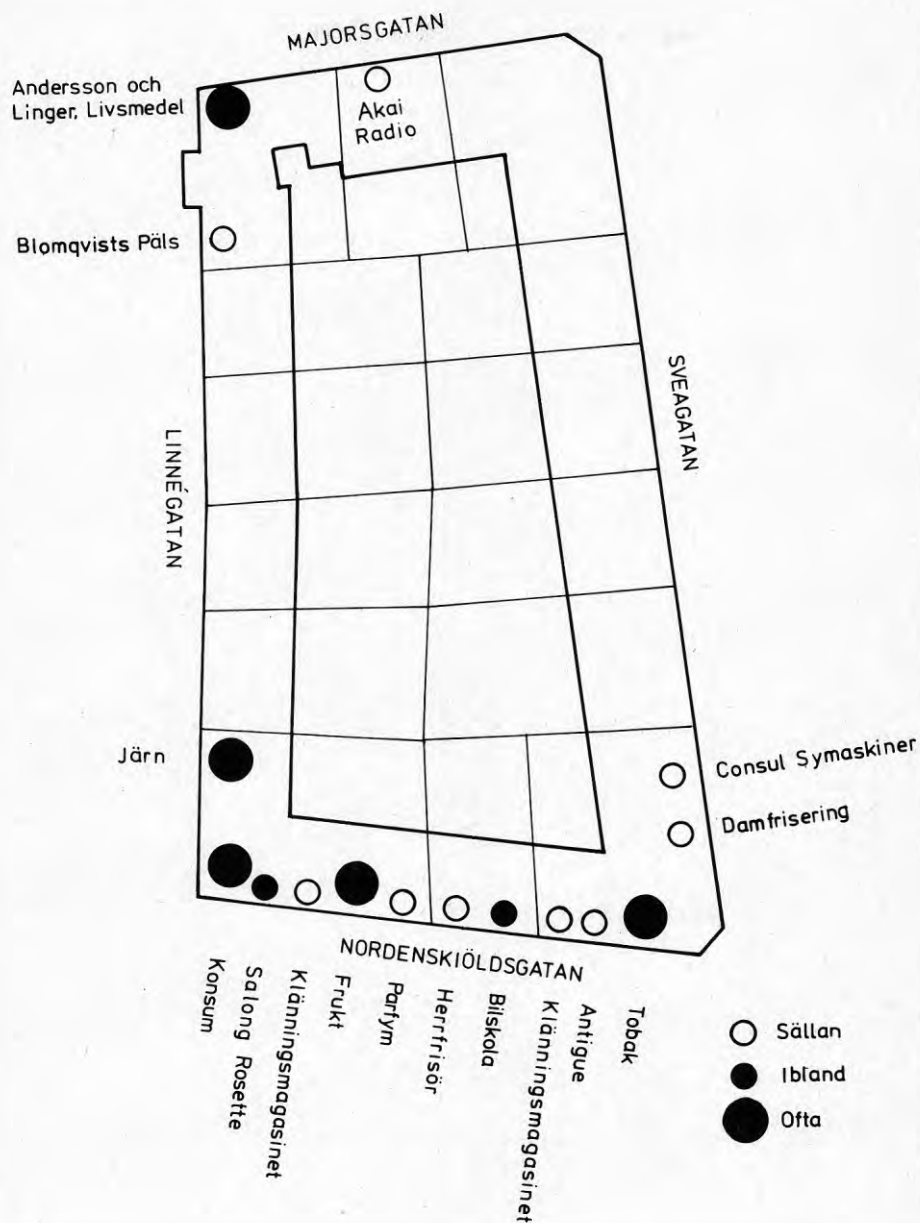 MAJORSGATAN
Andersson och
Linger, Livsmedel
Akai
Radio
Blomqvists Päls
SVEAGATAN
LINNÉGATAN
Järn
Consul Symaskiner
Damfrisering
NORDENSKIÖLDSGATAN
Konsum
Salong Rosette
Klänningsmagasinet
Frukt
Parfym
Herrfrisör
Bilskola
Klänningsmagasinet
Antigue
Tobak
Sällan
Ibland
Ofta